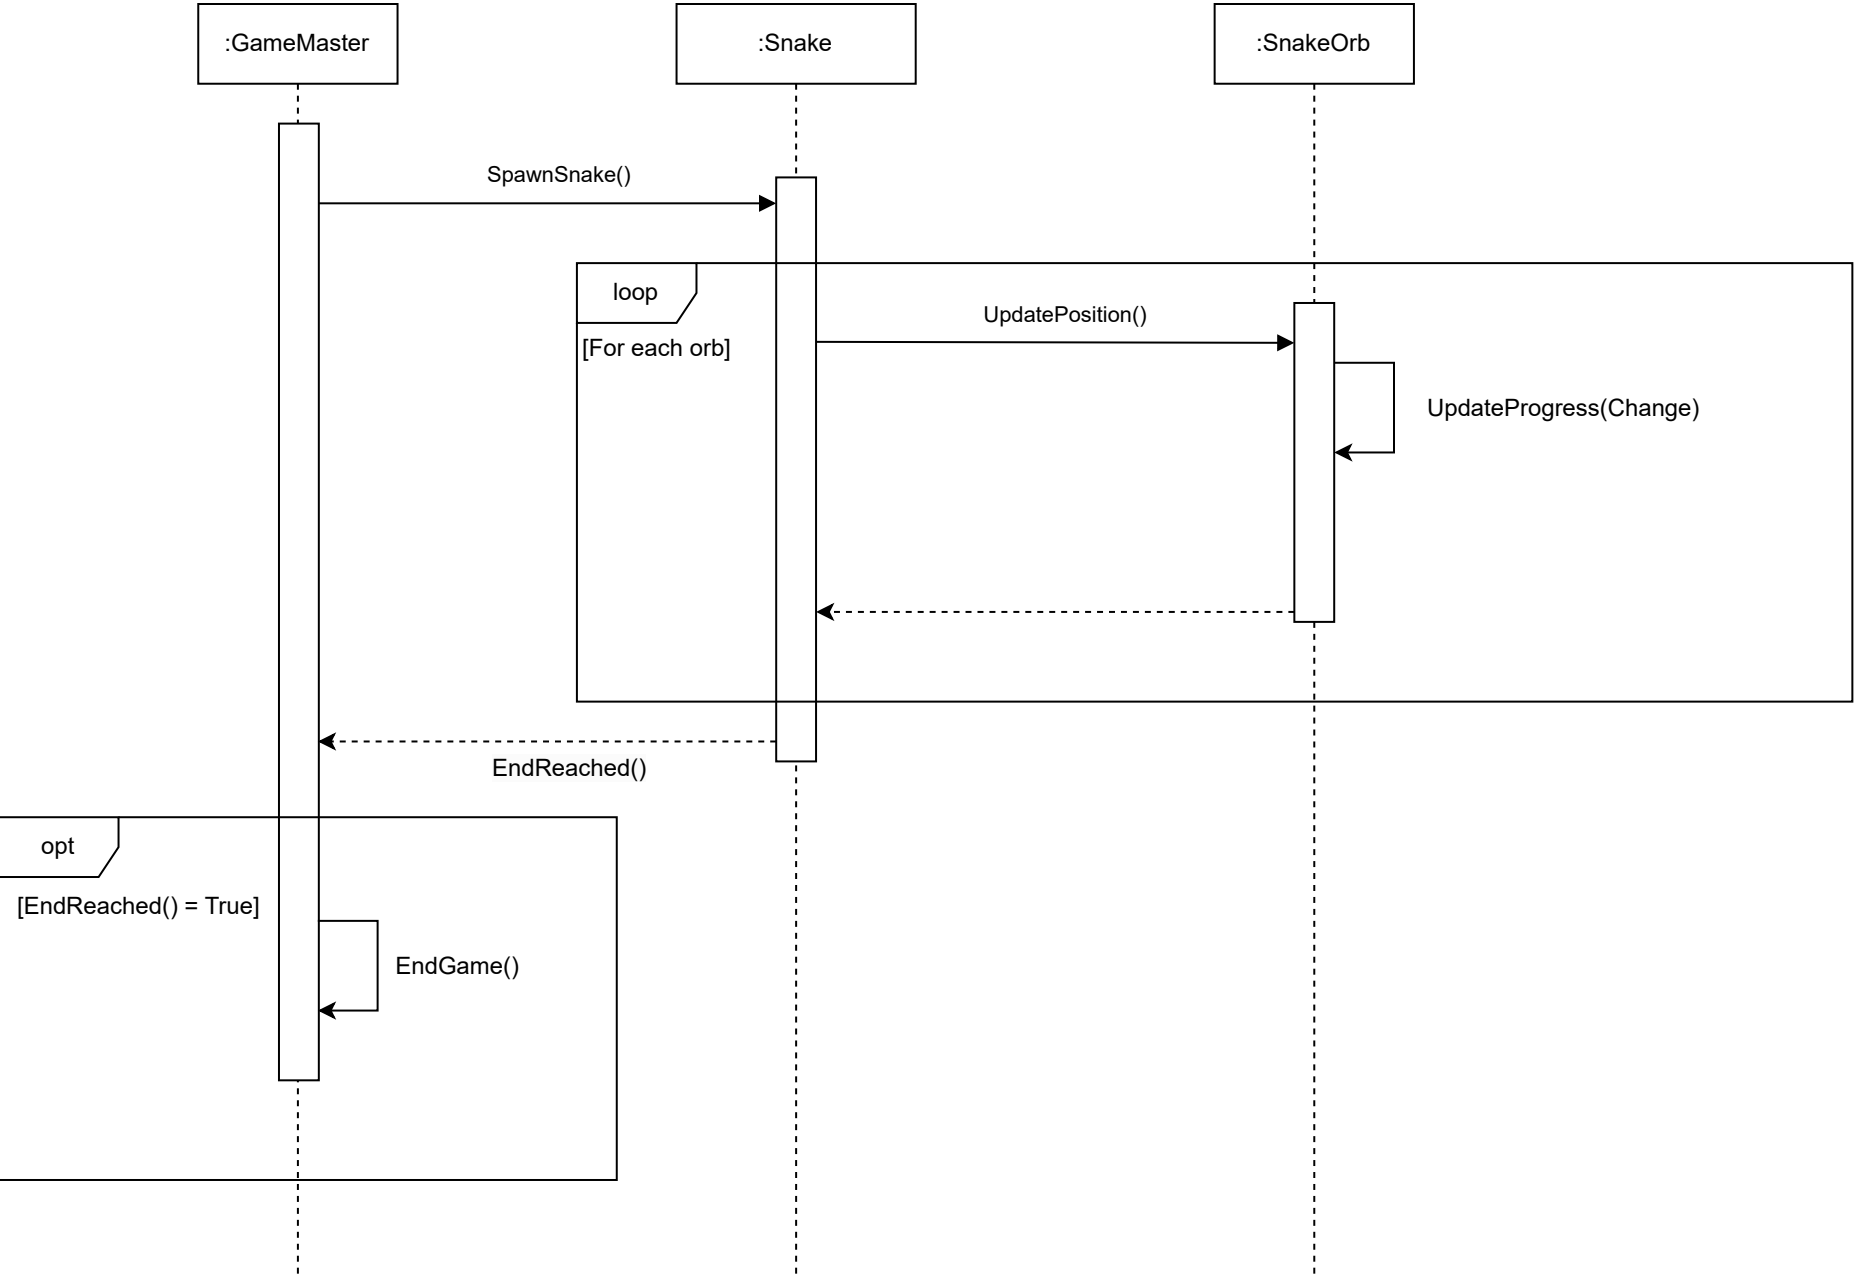 :GameMaster
:Snake
:SnakeOrb
SpawnSnake()
loop
UpdatePosition()
[For each orb]
UpdateProgress(Change)
EndReached()
opt
[EndReached() = True]
EndGame()